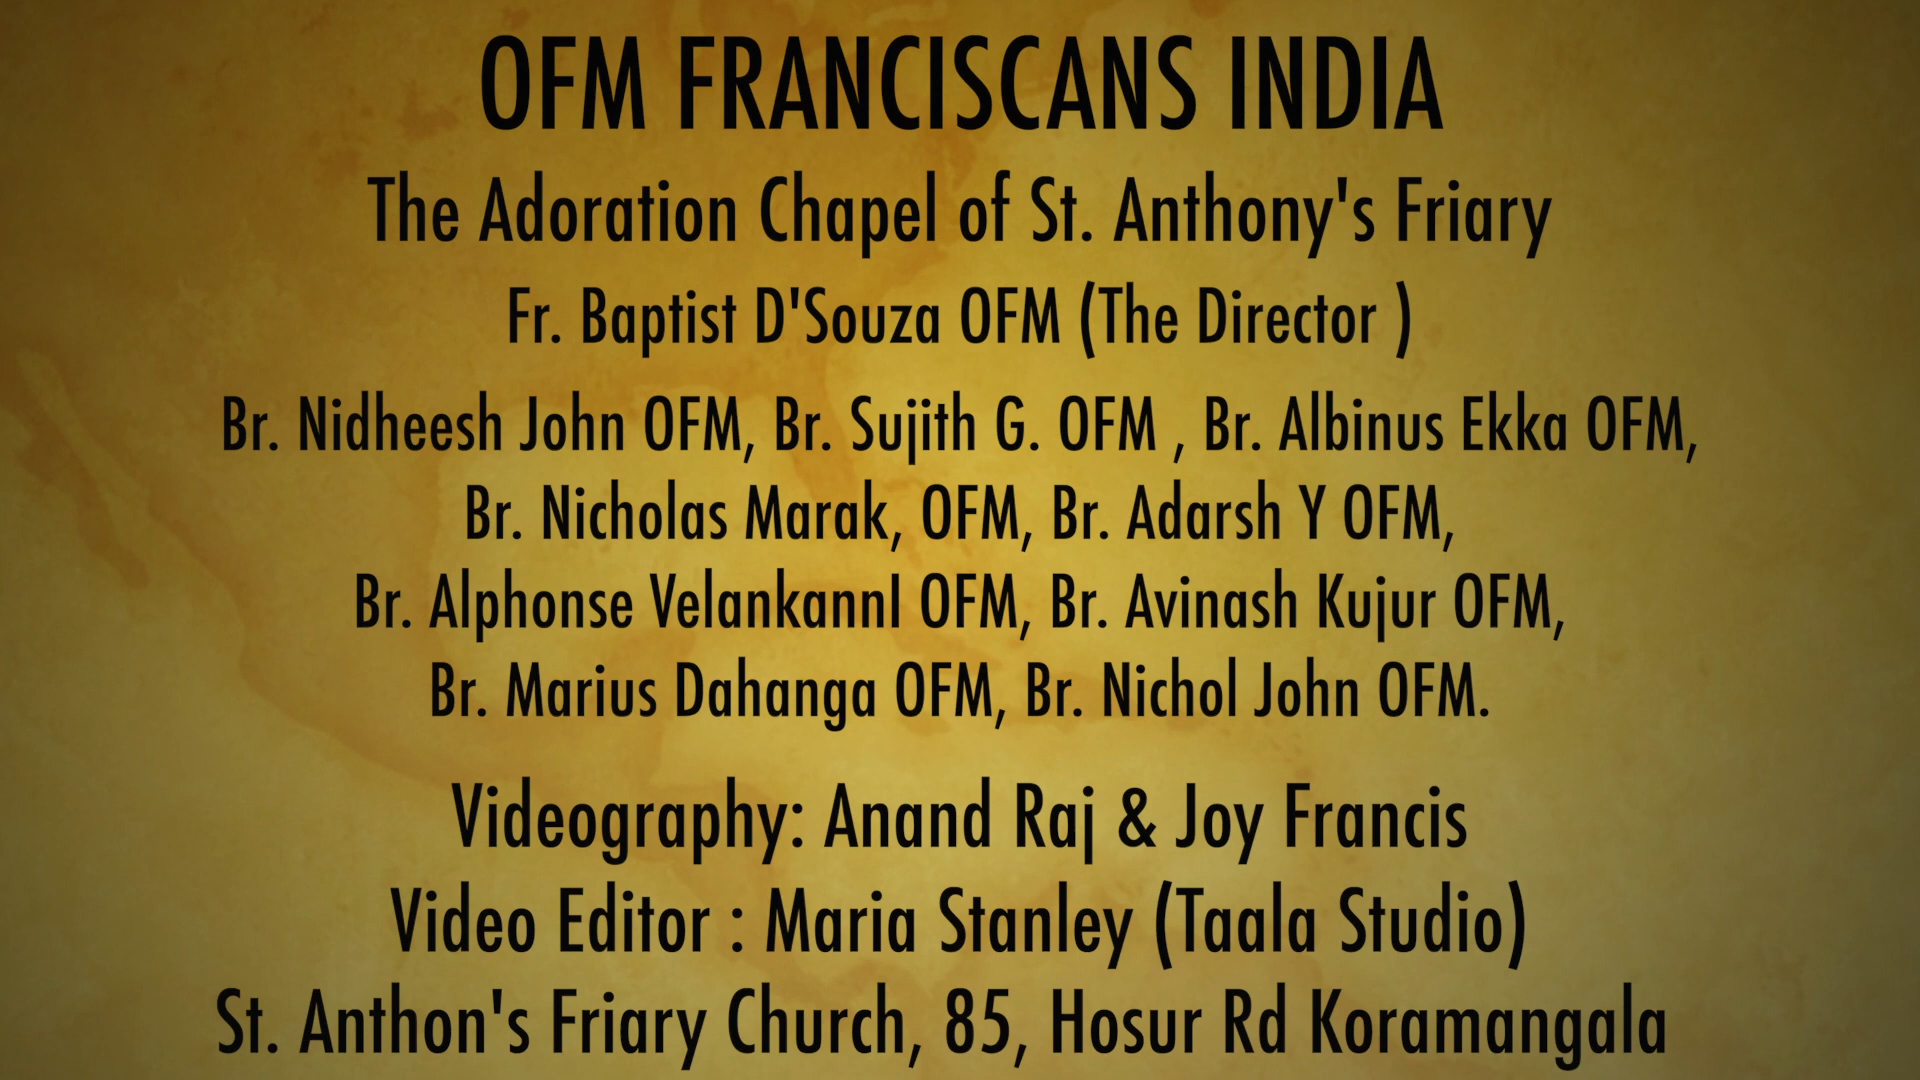 OFM FRANCISCANS INDIA
The Adoration Chapel of St. Anthony's Friary
Fr. Baptist D'Souza OFM (The Director )
Br. Nidheesh John OFM, Br. Sujith G. OFM , Br. Albinus Ekka OFM,
Br. Nicholas Marak, OFM, Br. Adarsh Y OFM,
Br. Alphonse VelankannI OFM, Br. Avinash Kujur OFM,
Br. Marius Dahanga OFM, Br. Nichol John OFM.
Videography: Anand Raj & Joy Francis
Video Editor : Maria Stanley (Taala Studio)
St. Anthon's Friary Church, 85, Hosur Rd Koramangala